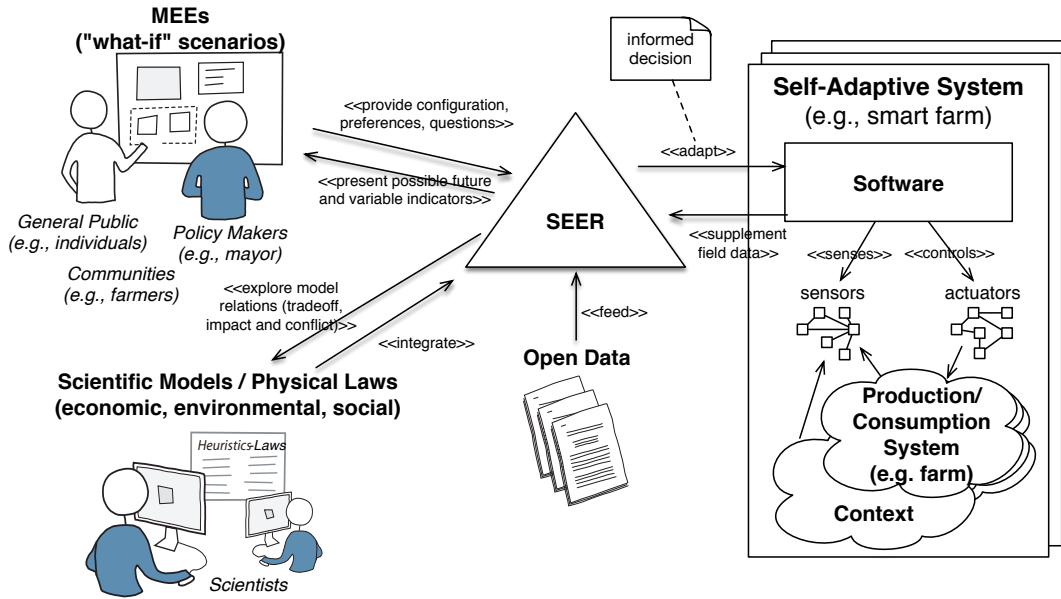 MEEs
("what-if" scenarios)
General Public
(e.g., individuals)
Policy Makers
(e.g., mayor)
Communities
(e.g., farmers)
<<provide configuration,
preferences, questions>>
<<present possible future
and variable indicators>>
SEER
<<explore model
relations (tradeoff,
impact and conflict)>>
<<integrate>>
Scientific Models / Physical Laws
(economic, environmental, social)
Heuristics-Laws
Scientists
<<feed>>
Open Data
informed
decision
<<adapt>>
<<supplement
field data>>
Self-Adaptive System
(e.g., smart farm)
Software
<<senses>>
<<controls>>
sensors
actuators
Production/
Consumption
System
(e.g. farm)
Context